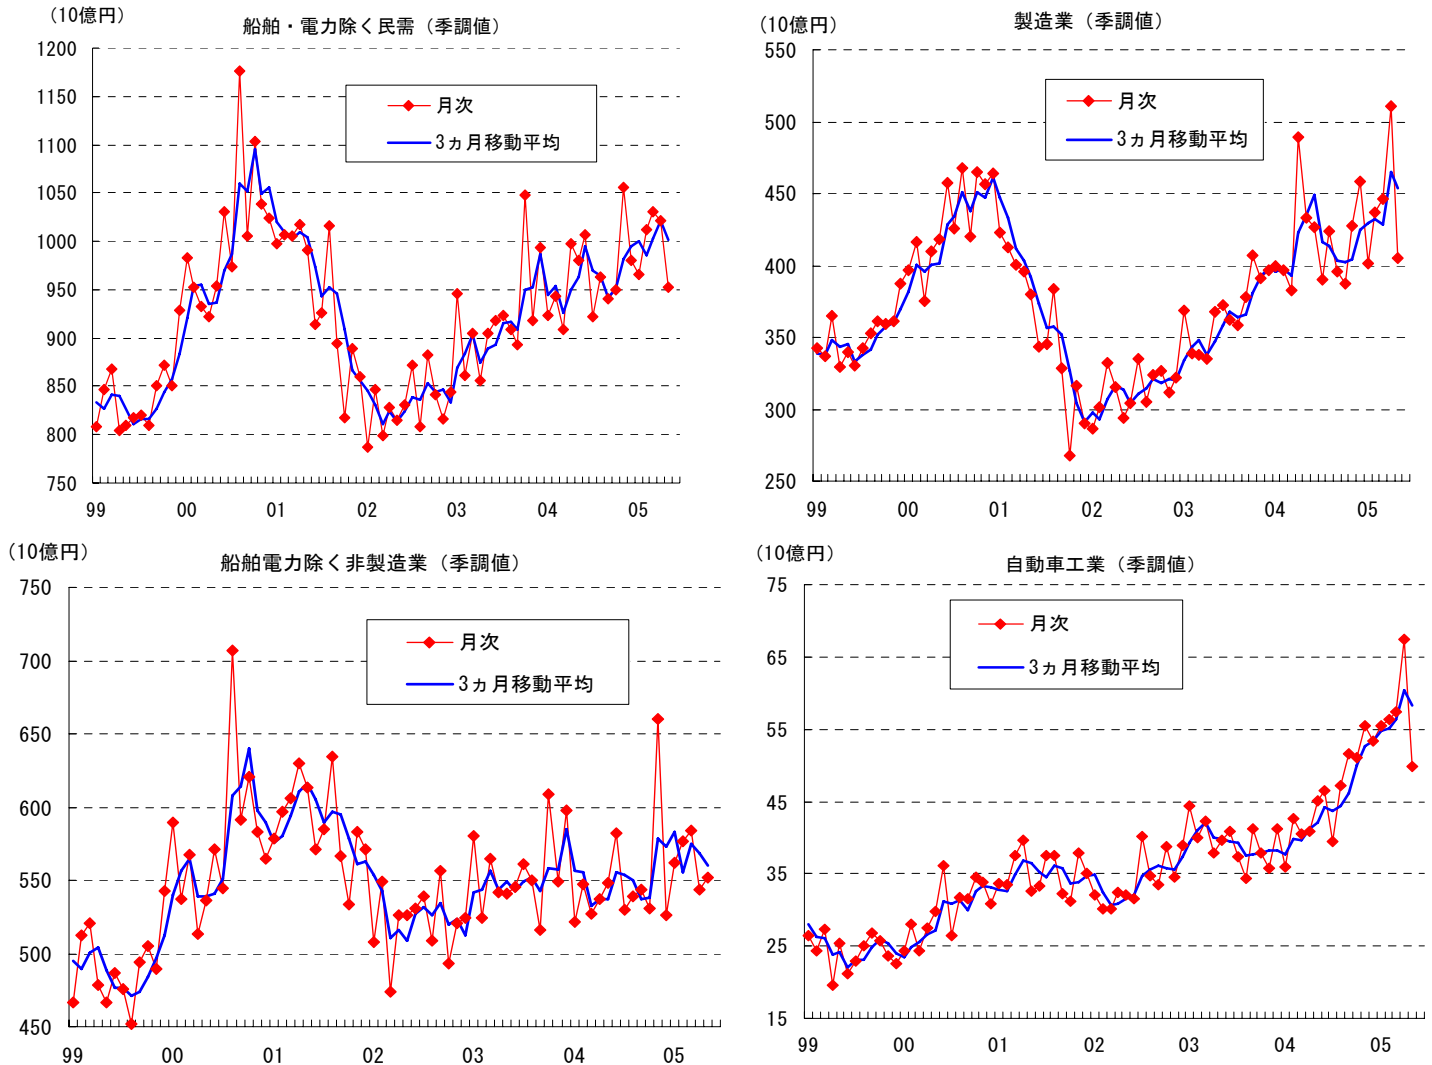 (10億円)
船舶・電力除く民需（季調値）
1200
1150
1100
1050
1000
950
900
850
800
750
月次
3ヵ月移動平均
99 00 01 02 03 04 05
(10億円)
製造業（季調値）
550
500
450
400
350
300
250
月次
3ヵ月移動平均
99 00 01 02 03 04 05
(10億円)
船舶電力除く非製造業（季調値）
750
700
650
600
550
500
450
月次
3ヵ月移動平均
99 00 01 02 03 04 05
(10億円)
自動車工業（季調値）
75
65
55
45
35
25
15
月次
3ヵ月移動平均
99 00 01 02 03 04 05